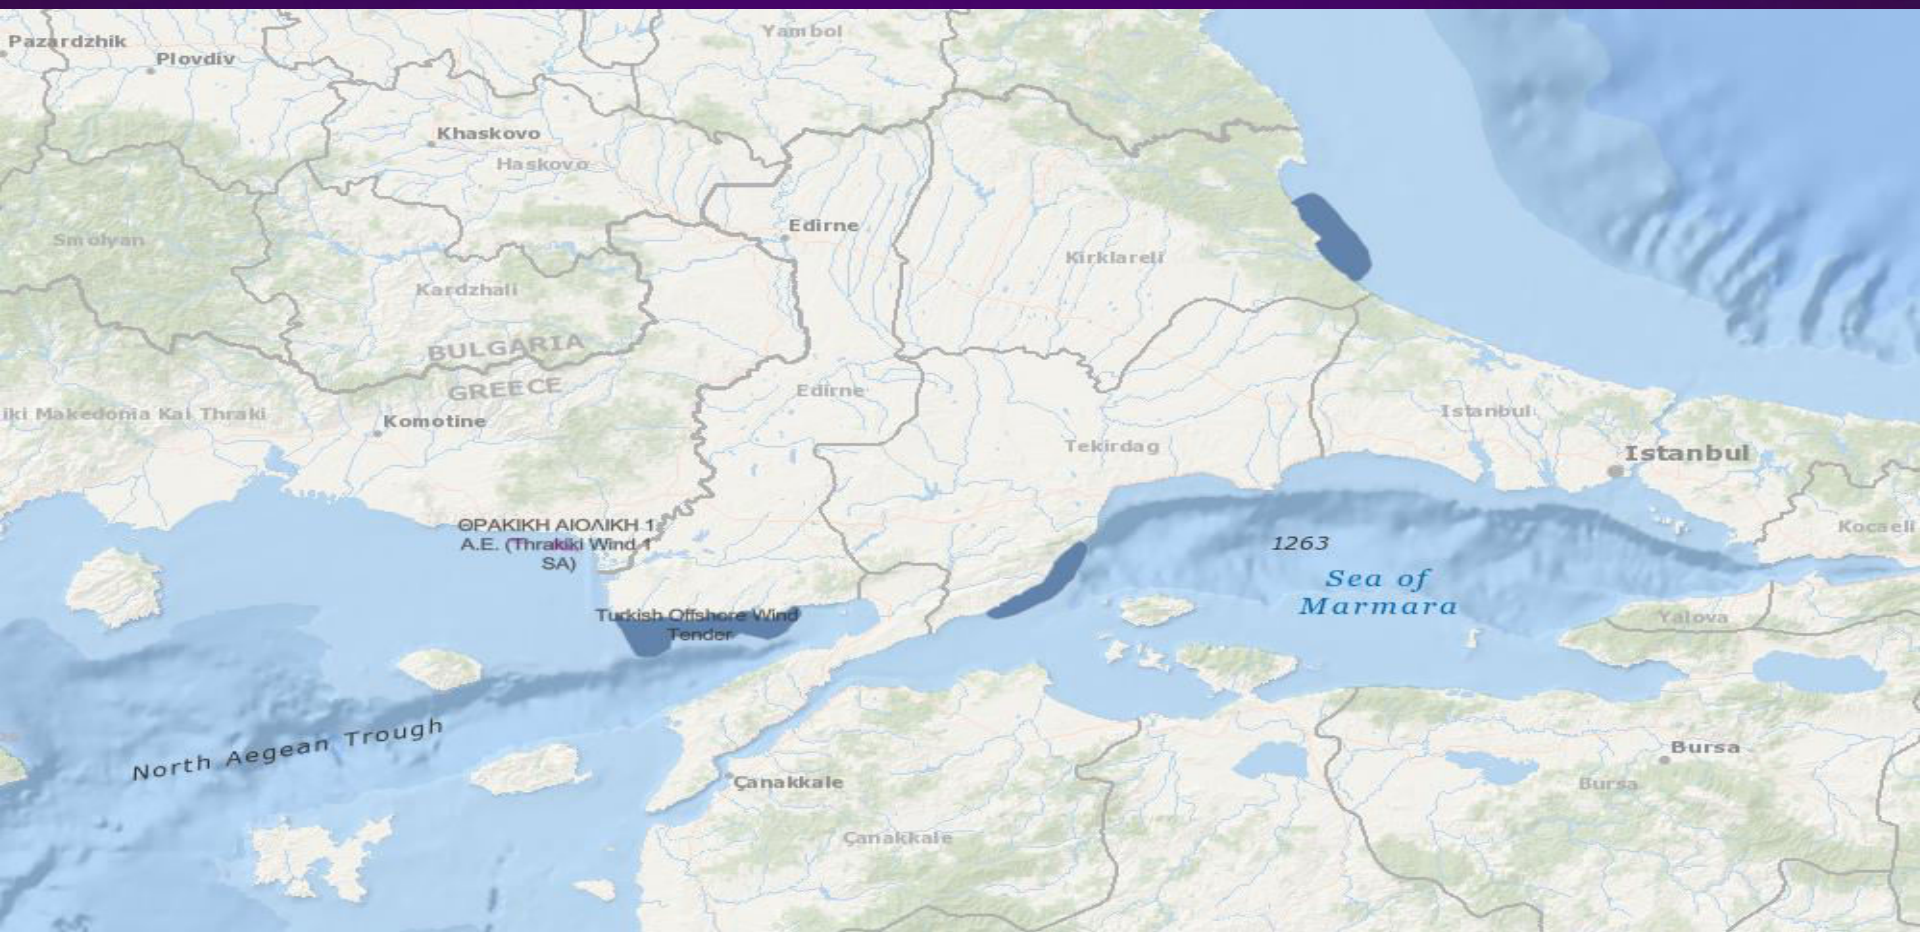 Yambol
Pazardzhik
Plovdiv
Khaskovo
Haskovo
Edirne
Smolyan
Kirklareli
Kardzhali
BULGARIA
GREECE
Edirne
iki Makedonia Kai Thraki
Komotine
Istanbul
Tekirdag
Istanbul
ΘΡΑΚΙΚΗ ΑΙΟΛΙΚΗ 1
Α.Ε. (Thrakiki Wind 1
SA)
Kocaeli
1263
Sea of
Marmara
Turkish Offshore Wind
Tender
Yalova
North Aegean Trough
Bursa
Çanakkale
Bursa
Çanakkale